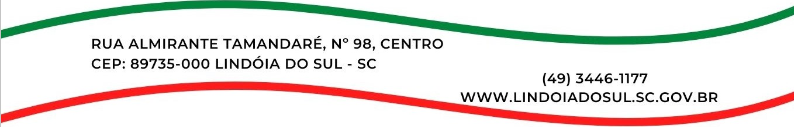 RUA ALMIRANTE TAMANDARÉ, Nº 98, CENTRO
CEP: 89735-000 LINDÓIA DO SUL - SC
(49) 3446-1177
WWW.LINDOIADOSUL.SC.GOV.BR